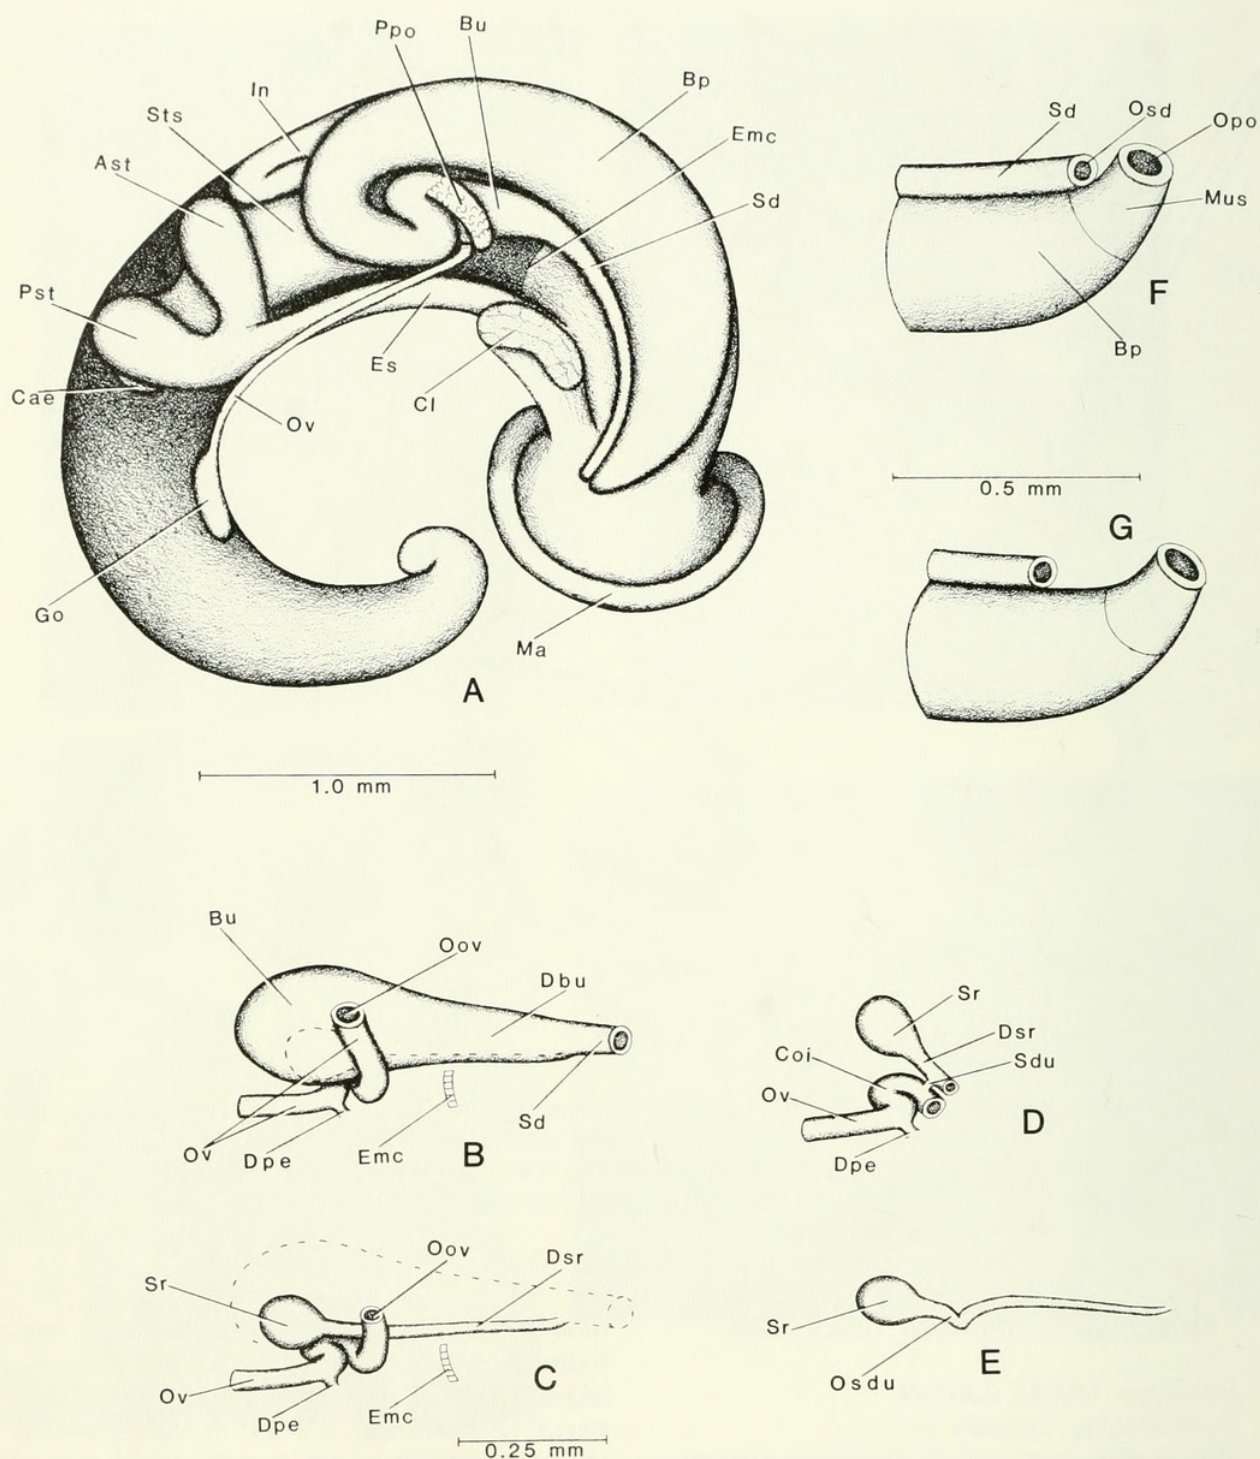 Ppo
Bu
Bp
In
Sts
Emc
Ast
Sd
Pst
Es
Cae
Cl
Ov
Go
Ma
A
1.0 mm
Sd
Osd
Opo
Mus
F
Bp
0.5 mm
G
Bu
Oov
Dbu
Sd
Ov
Dpe
Emc
B
Sr
Dsr
Coi
Sdu
Ov
D
Dpe
Oov
Dsr
Sr
Ov
C
Dpe
Emc
0.25 mm
Sr
E
Osdu